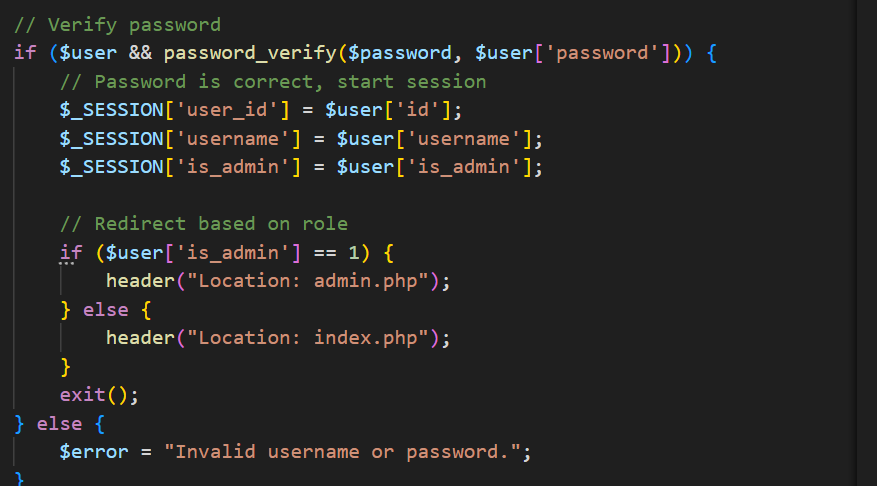 // Verify password
if ($user && password_verify($password, $user['password'])) {
    // Password is correct, start session
    $_SESSION['user_id'] = $user['id'];
    $_SESSION['username'] = $user['username'];
    $_SESSION['is_admin'] = $user['is_admin'];

    // Redirect based on role
    if ($user['is_admin'] == 1) {
        header("Location: admin.php");
    } else {
        header("Location: index.php");
    }
    exit();
} else {
    $error = "Invalid username or password.";
}